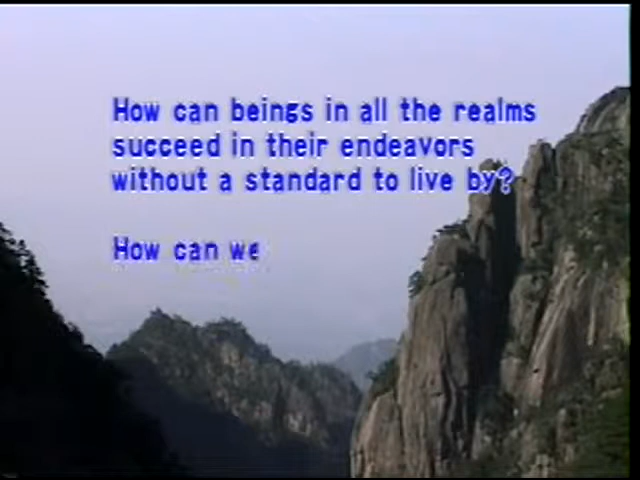 How can beings in all the realms
succeed in their endeavors
without a standard to live by?
How can we